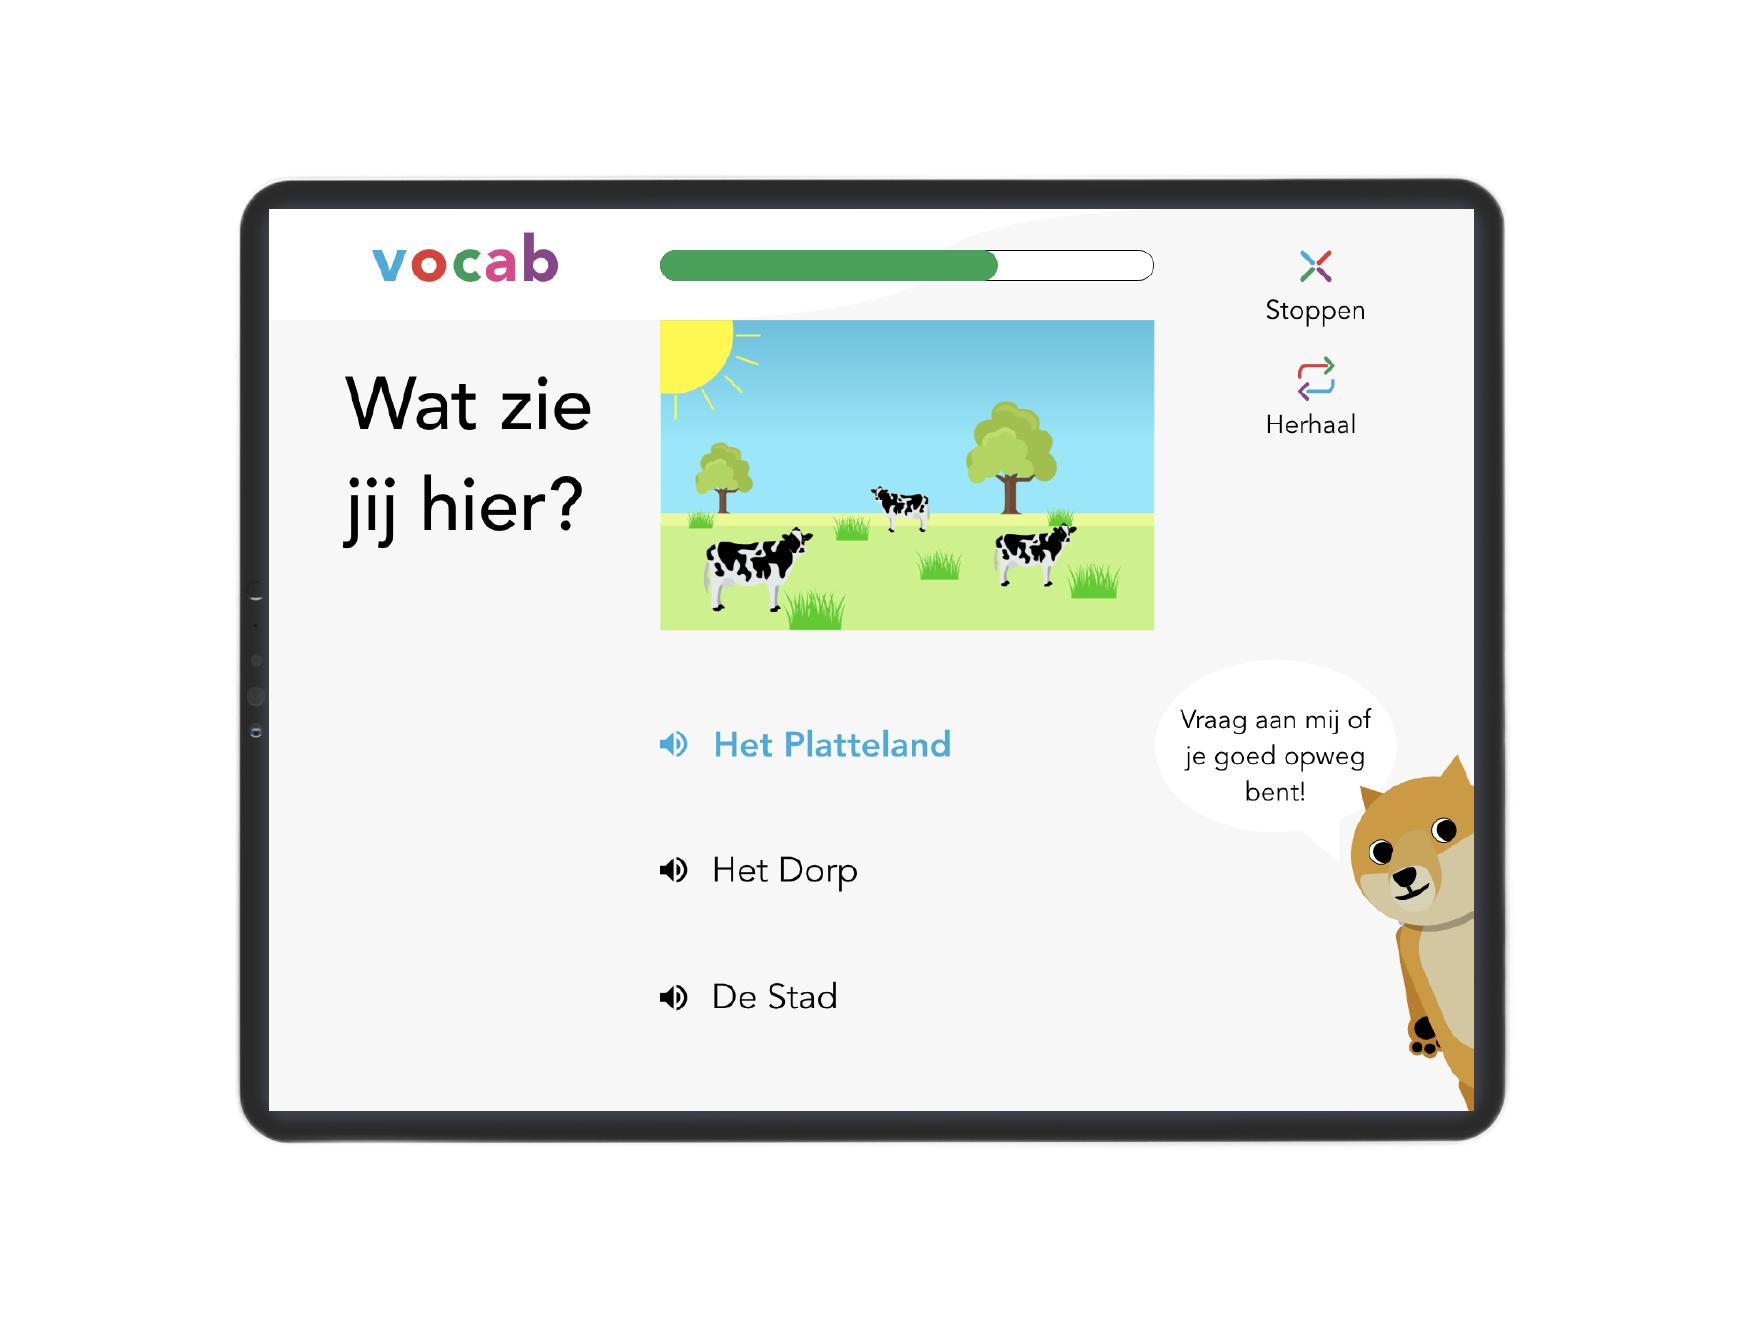 vocab
Stoppen
Herhaal
Wat zie
jij hier?
Het Platteland
Het Dorp
De Stad
Vraag aan mij of
je goed opweg
bent!